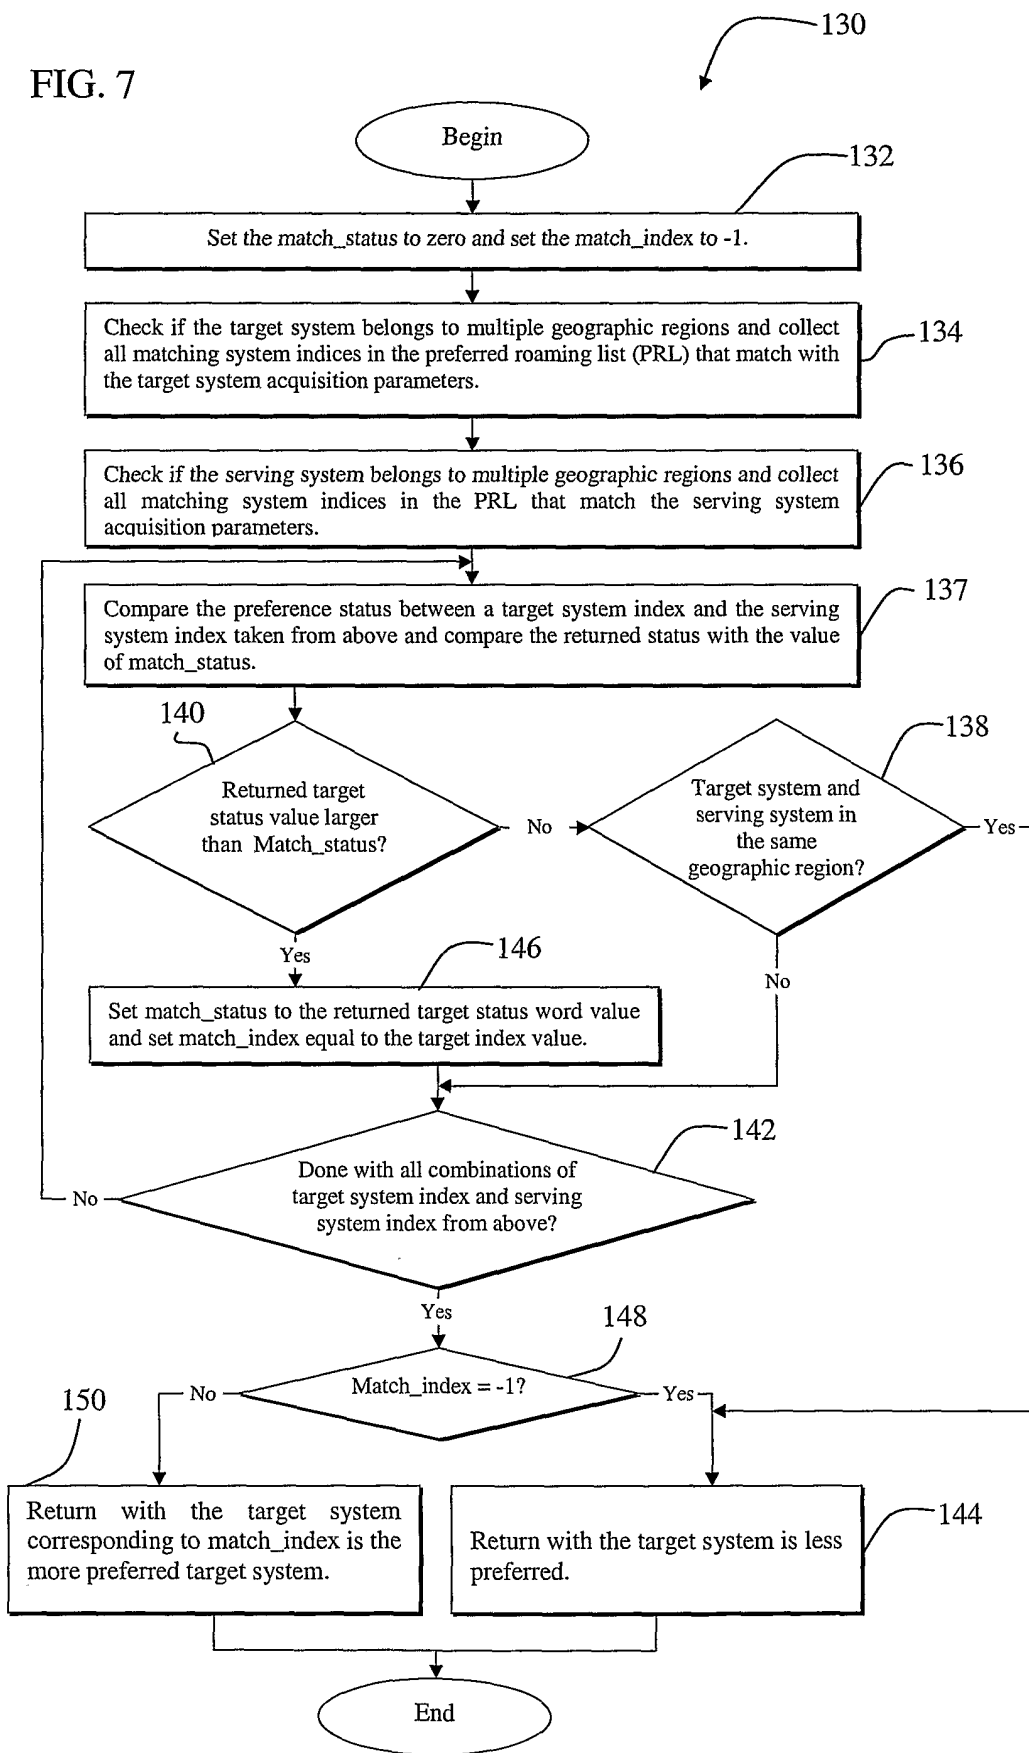 130
FIG. 7
Begin
132
Set the match_status to zero and set the match_index to -1.
Check if the target system belongs to multiple geographic regions and collect
all matching system indices in the preferred roaming list (PRL) that match with
the target system acquisition parameters.
134
Check if the serving system belongs to multiple geographic regions and collect
all matching system indices in the PRL that match the serving system
acquisition parameters.
136
Compare the preference status between a target system index and the serving
system index taken from above and compare the returned status with the value
of match_status.
137
140
Returned target
status value larger
than Match_status?
No
138
Target system and
serving system in
the same
geographic region?
Yes
Yes
No
146
Set match_status to the returned target status word value
and set match_index equal to the target index value.
142
Done with all combinations of
target system index and serving
system index from above?
No
Yes
148
Match_index = -1?
No
Yes
150
Return with the target system
corresponding to match_index is the
more preferred target system.
144
Return with the target system is less
preferred.
End